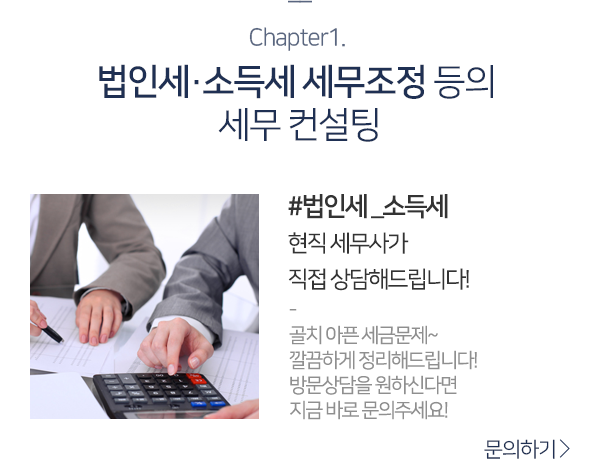 Chapter1.
법인세·소득세 세무조정 등의
세무 컨설팅
#법인세_소득세
현직 세무사가
직접 상담해드립니다!
-
골치 아픈 세금문제~
깔끔하게 정리해드립니다!
방문상담을 원하신다면
지금 바로 문의주세요!
문의하기 >